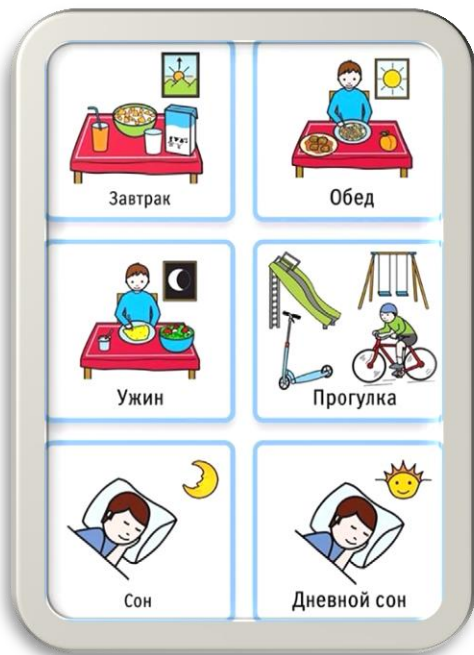 Завтрак
Обед
Ужин
Прогулка
Сон
Дневной сон